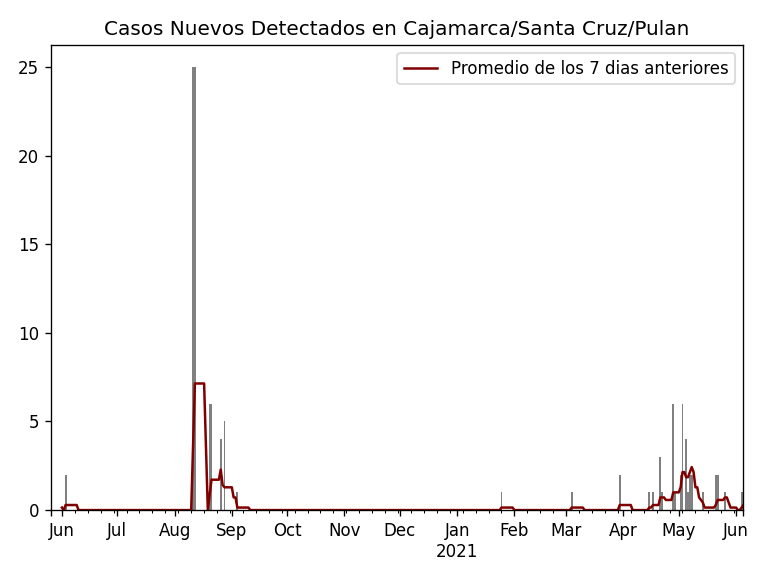 Casos Nuevos Detectados en Cajamarca/Santa Cruz/Pulan
Promedio de los 7 dias anteriores
25
20
15
10
5
0
Jun Jul Aug Sep Oct Nov Dec Jan Feb Mar Apr May Jun
2021